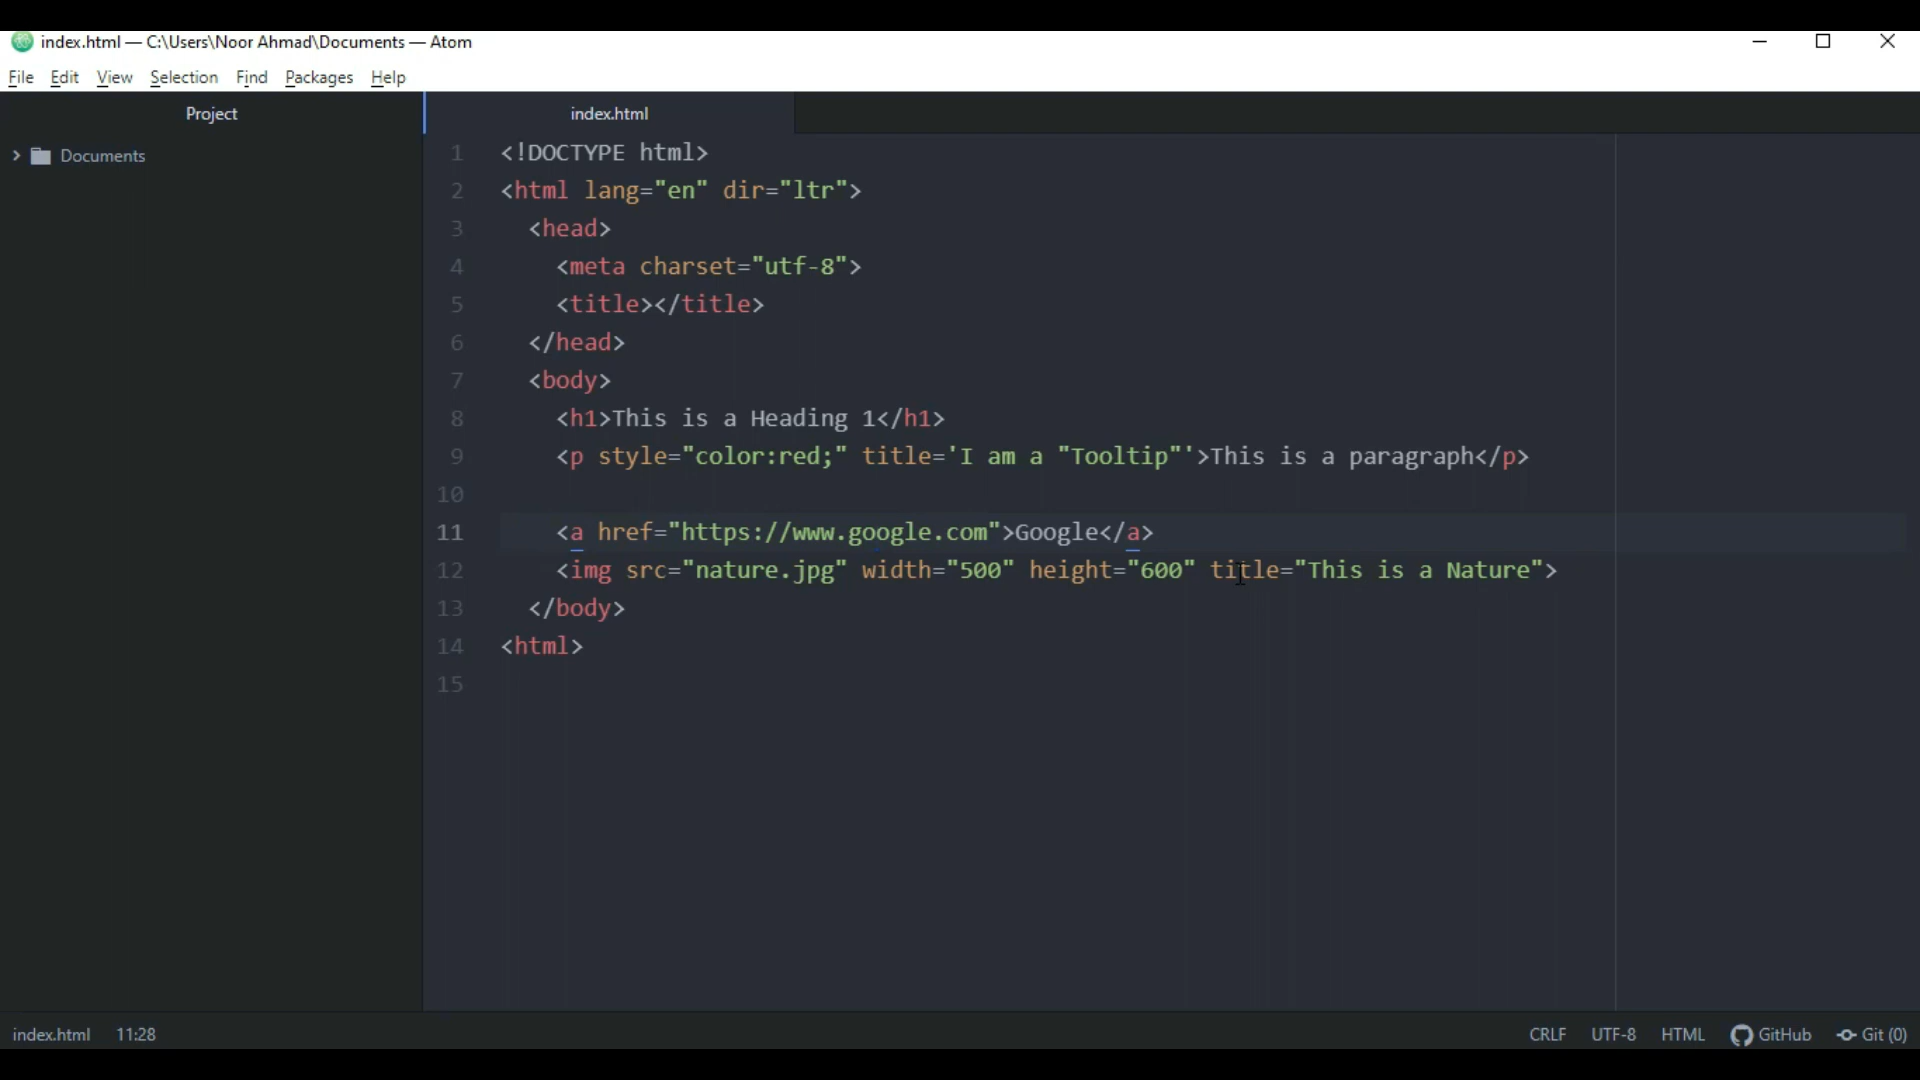 index.html — C:\Users\Noor Ahmad\Documents — Atom
File Edit View Selection Find Packages Help
Project
index.html
Documents
1 <!DOCTYPE html>
2 <html lang="en" dir="ltr">
3 <head>
4 <meta charset="utf-8">
5 <title></title>
6 </head>
7 <body>
8 <h1>This is a Heading 1</h1>
9 <p style="color:red;" title='I am a "Tooltip"'>This is a paragraph</p>
10
11 <a href="https://www.google.com">Google</a>
12 <img src="nature.jpg" width="500" height="600" title="This is a Nature">
13 </body>
14 <html>
15
index.html 11:28 CRLF UTF-8 HTML GitHub Git (0)